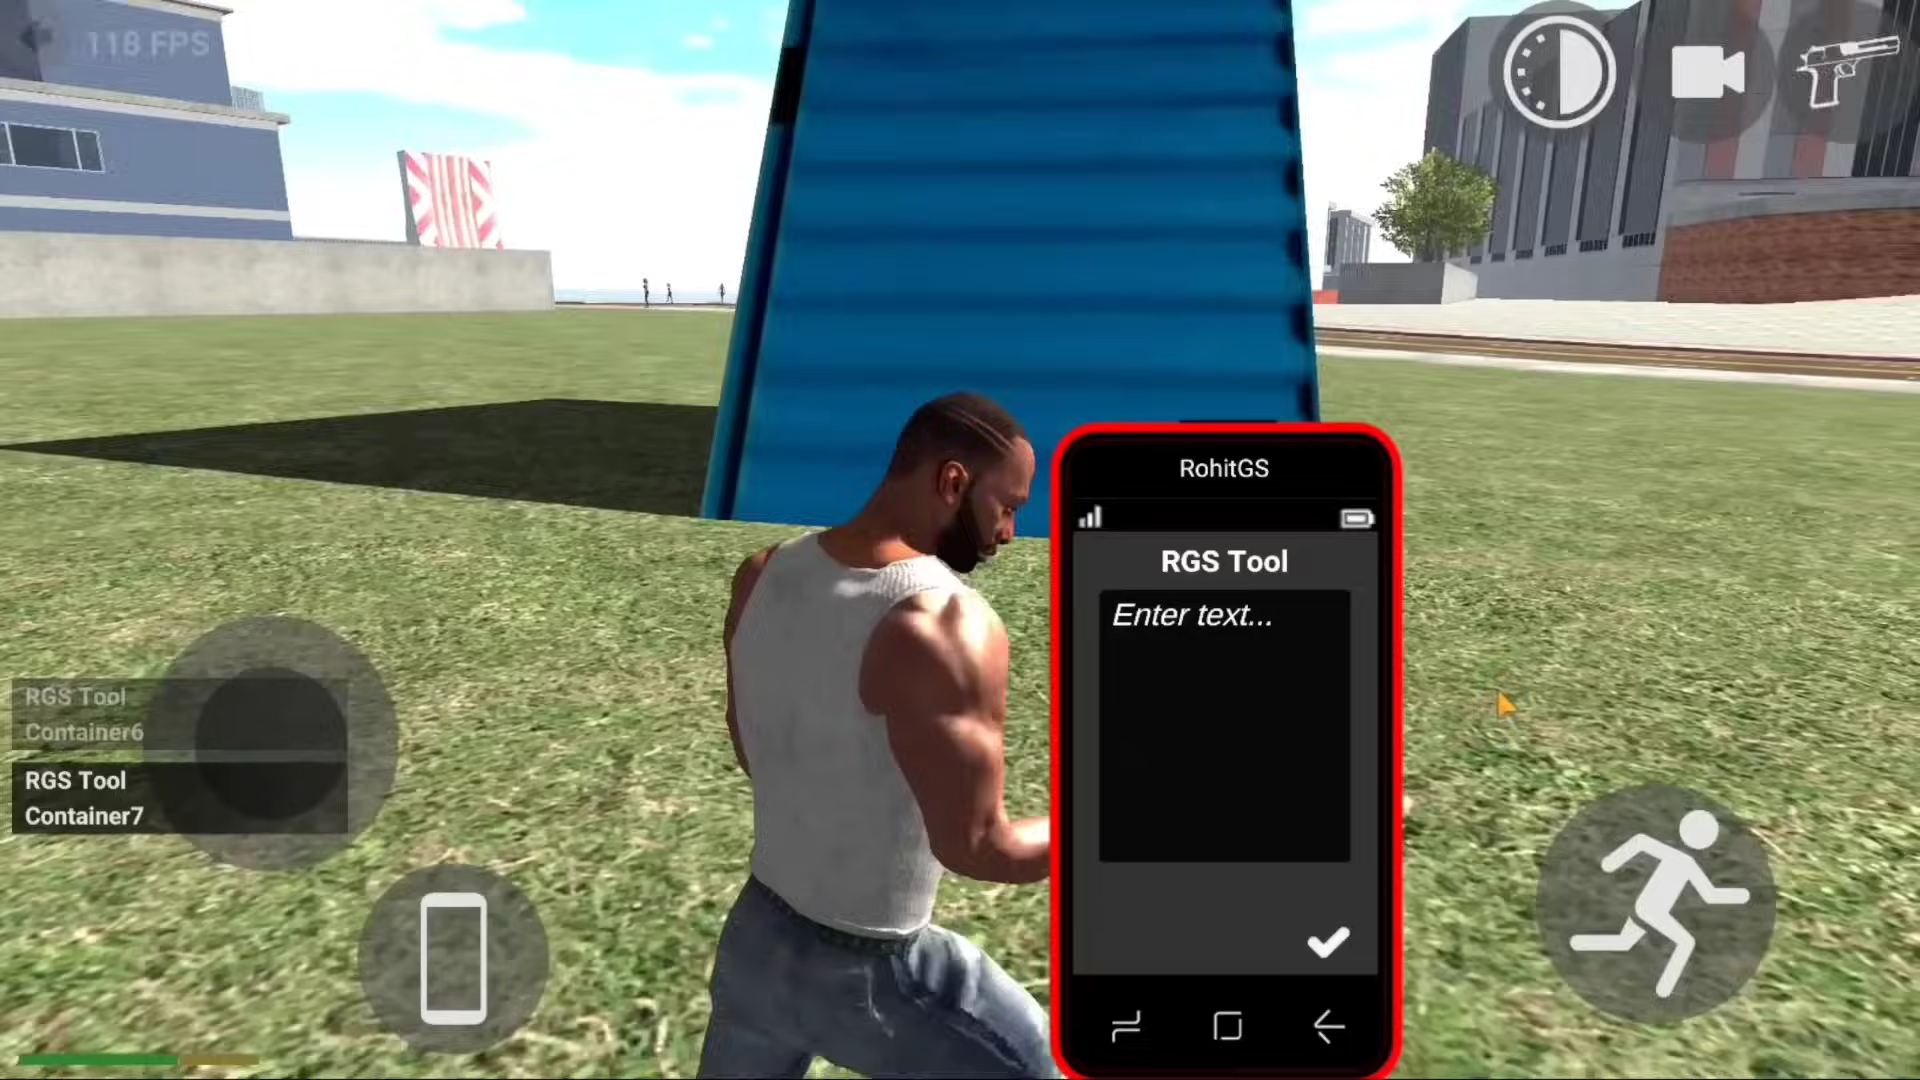 118 FPS
RohitGS
RGS Tool
Enter text...
RGS Tool
Container6
RGS Tool
Container7